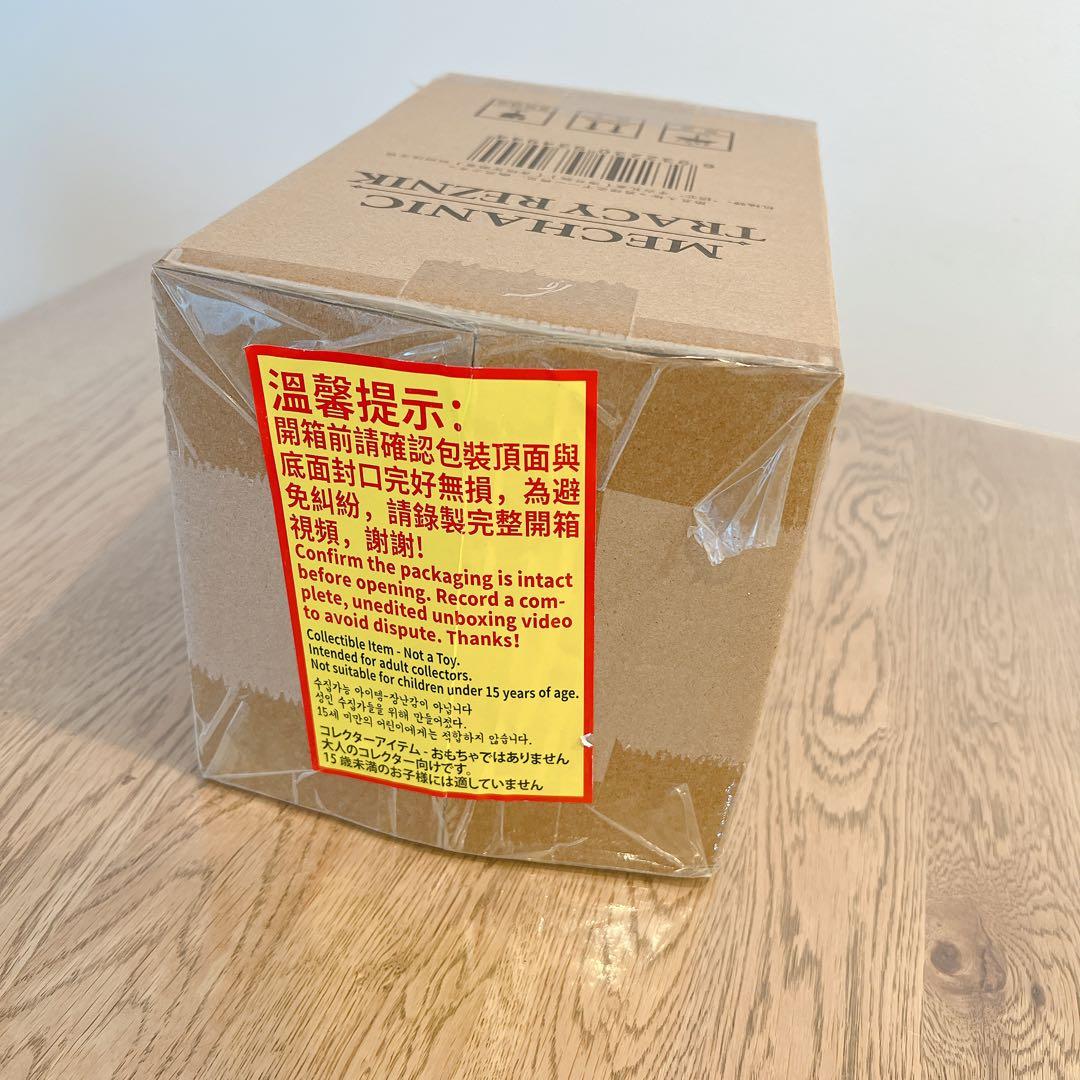 MECHANIC
TRACY REZNIK
溫馨提示：
開箱前請確認包裝頂面與
底面封口完好無損，為避
免糾紛，請錄製完整開箱
視頻，謝謝!
Confirm the packaging is intact
before opening. Record a com-
plete, unedited unboxing video
to avoid dispute. Thanks!
Collectible Item - Not a Toy.
Intended for adult collectors.
Not suitable for children under 15 years of age.
수집가능 아이템-장난감이 아닙니다
성인 수집가들을 위해 만들어졌다.
15세 미만의 어린이에게는 적합하지 않습니다.
コレクターアイテム - おもちゃではありません
大人のコレクター向けです。
15歳未満のお子様には適していません